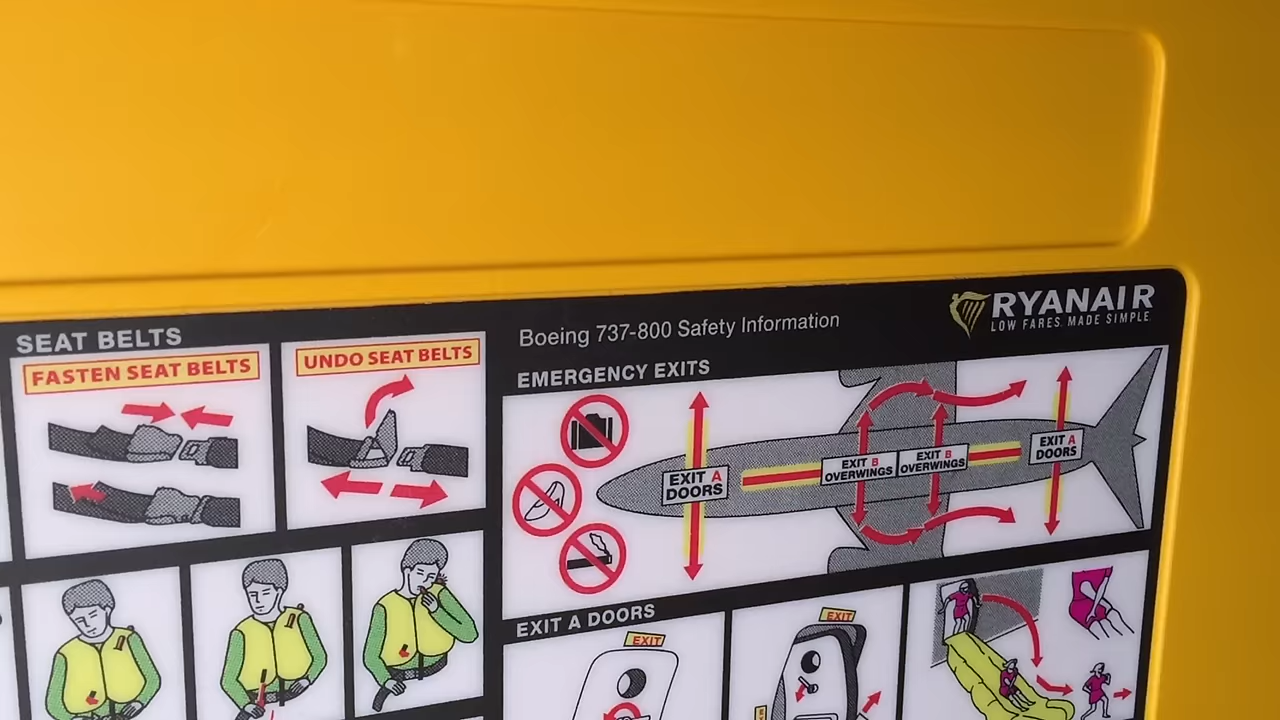 SEAT BELTS
FASTEN SEAT BELTS
UNDO SEAT BELTS
Boeing 737-800 Safety Information
RYANAIR
LOW FARES. MADE SIMPLE.
EMERGENCY EXITS
EXIT A
DOORS
EXIT B
OVERWINGS
EXIT B
OVERWINGS
EXIT A
DOORS
EXIT A DOORS
EXIT
EXIT